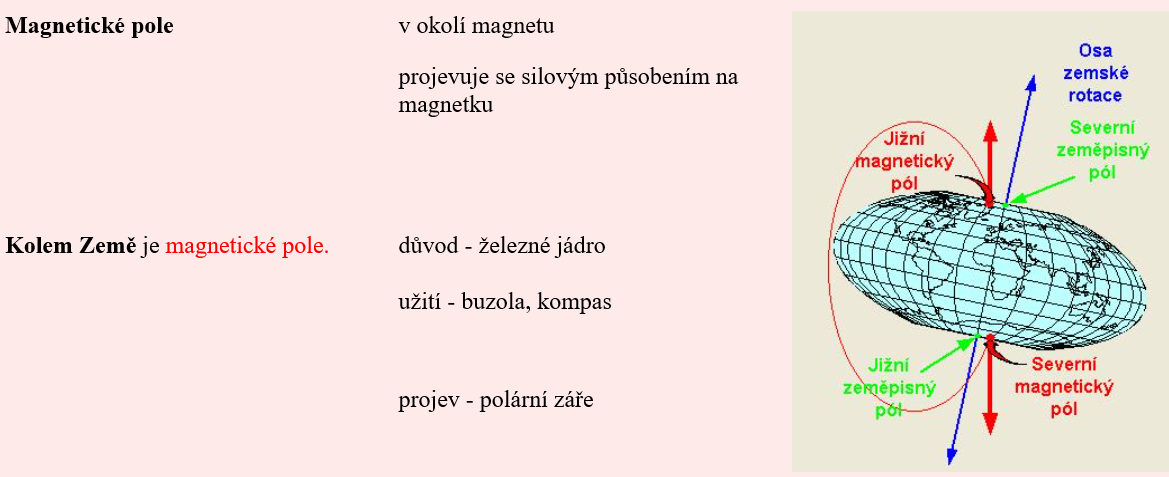 Magnetické pole
v okolí magnetu
projevuje se silovým působením na
magnetku
Kolem Země je magnetické pole.
důvod - železné jádro
užití - buzola, kompas
projev - polární záře
Osa
zemské
rotace
Severní
zeměpisný
pól
Jižní
magnetický
pól
Jižní
zeměpisný
pól
Severní
magnetický
pól